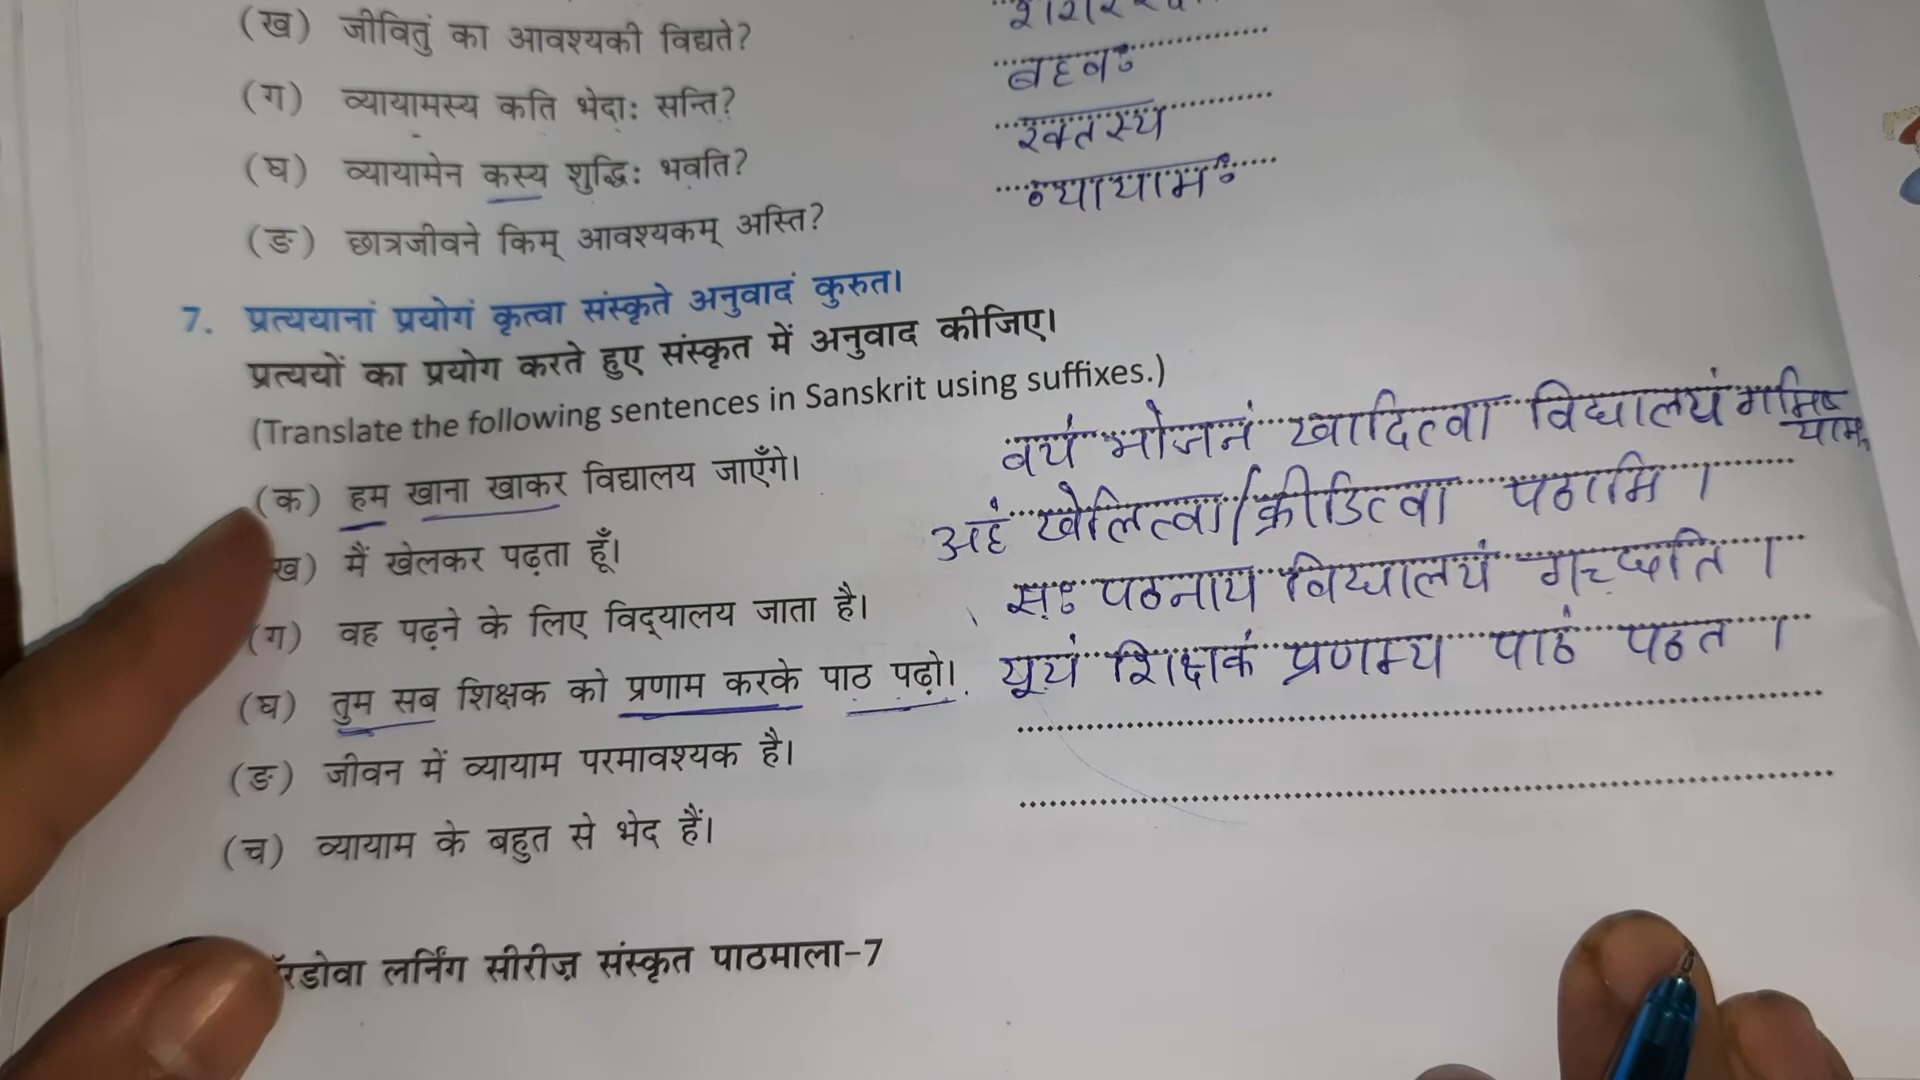 (ख) जीवितुं का आवश्यकी विद्यते?
(ग) व्यायामस्य कति भेदाः सन्ति? बहवः
(घ) व्यायामेन कस्य शुद्धिः भवति? रक्तस्य
(ङ) छात्रजीवने किम् आवश्यकम् अस्ति? व्यायामः
7. प्रत्ययानां प्रयोगं कृत्वा संस्कृते अनुवादं कुरुत।
प्रत्ययों का प्रयोग करते हुए संस्कृत में अनुवाद कीजिए।
(Translate the following sentences in Sanskrit using suffixes.)
(क) हम खाना खाकर विद्यालय जाएँगे। वयं भोजनं खादित्वा विद्यालयं गमिष्
यामः
ख) मैं खेलकर पढ़ता हूँ। अहं खेलित्वा/क्रीडित्वा पठामि।
(ग) वह पढ़ने के लिए विद्‌यालय जाता है। सः पठनाय विद्यालयं गच्छति।
(घ) तुम सब शिक्षक को प्रणाम करके पाठ पढ़ो। यूयं शिक्षकं प्रणम्य पाठं पठत।
(ङ) जीवन में व्यायाम परमावश्यक है।
(च) व्यायाम के बहुत से भेद हैं।
रडोवा लर्निंग सीरीज़ संस्कृत पाठमाला-7